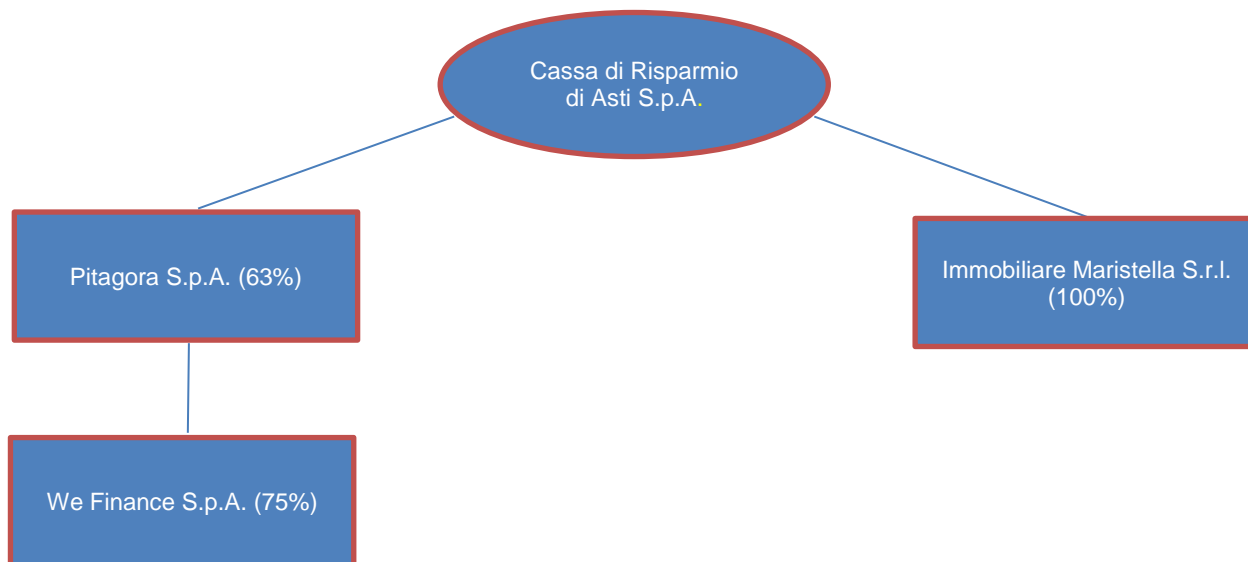 Cassa di Risparmio
di Asti S.p.A.
Pitagora S.p.A. (63%)
Immobiliare Maristella S.r.l.
(100%)
We Finance S.p.A. (75%)